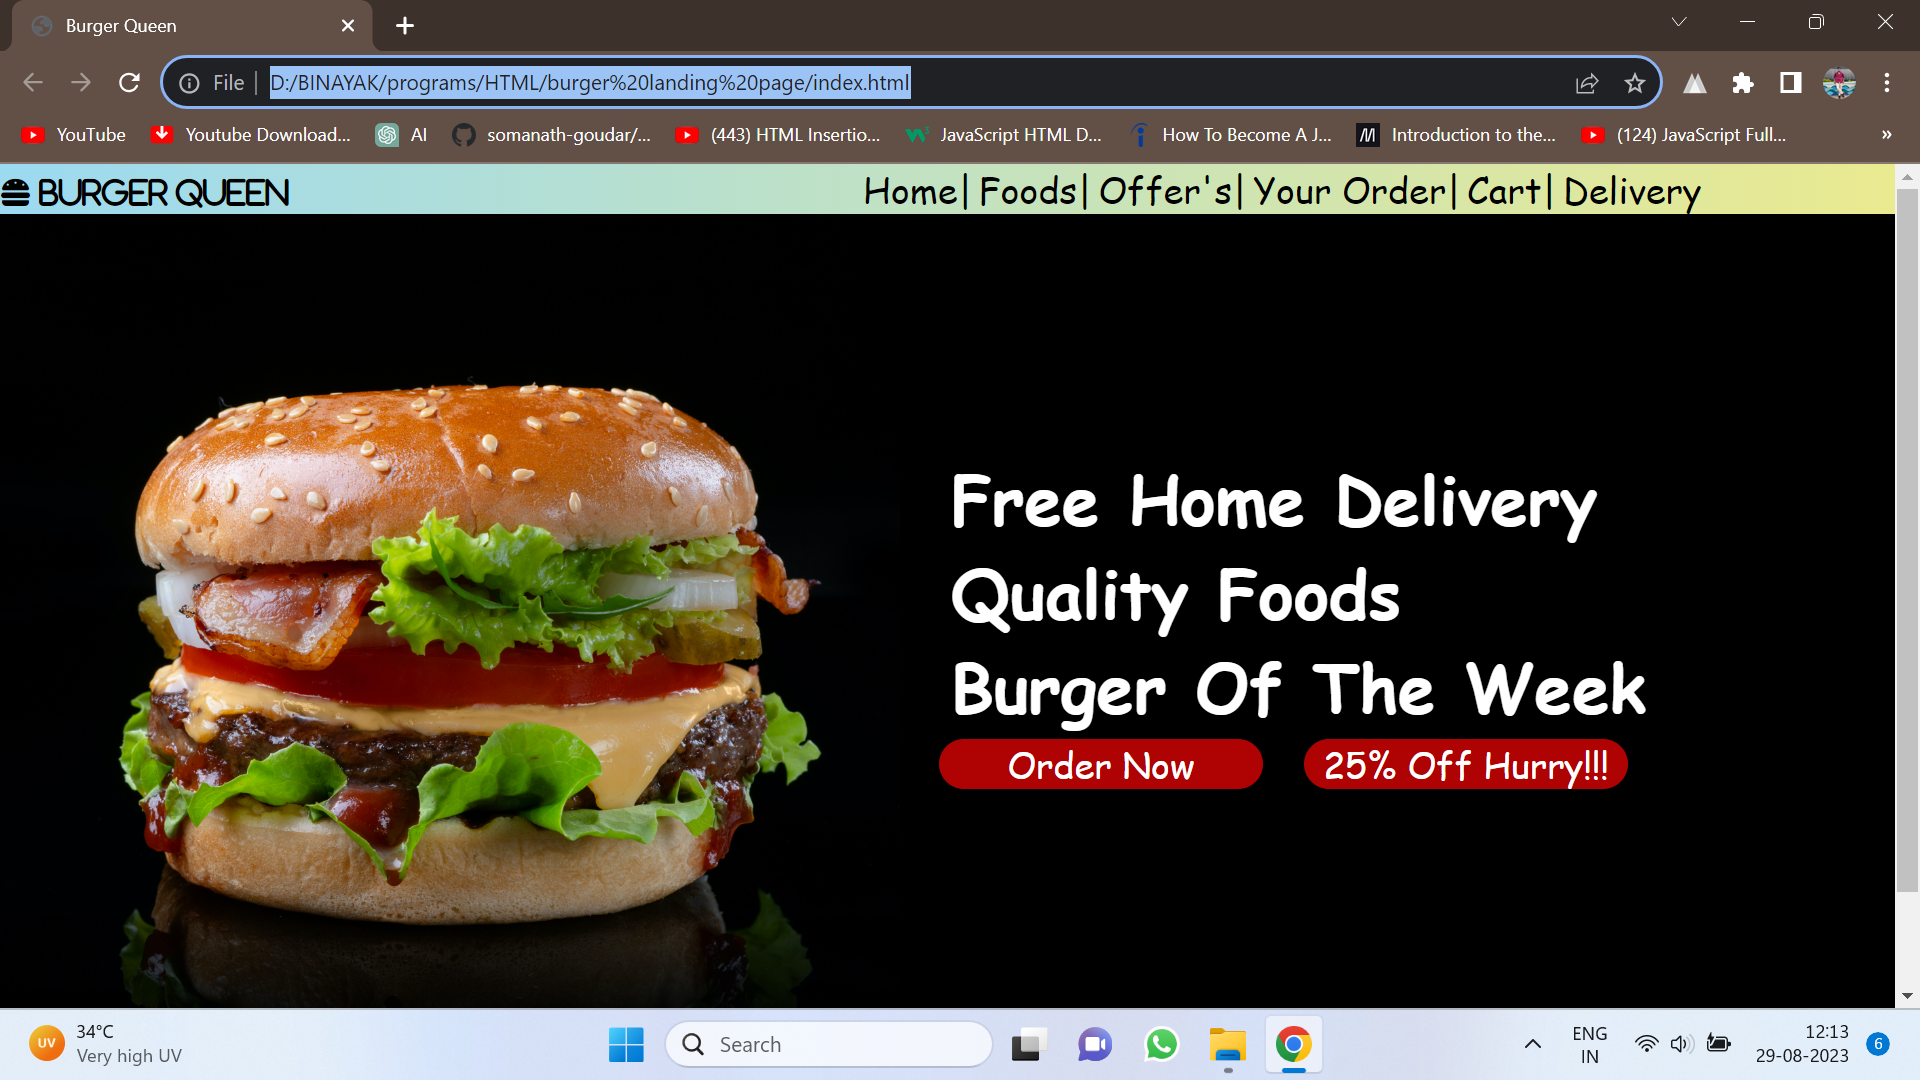 Burger Queen
File
D:/BINAYAK/programs/HTML/burger%20landing%20page/index.html
YouTube
Youtube Download...
AI
somanath-goudar/...
(443) HTML Insertio...
JavaScript HTML D...
How To Become A J...
Introduction to the...
(124) JavaScript Full...
»
BURGER QUEEN
Home| Foods| Offer's| Your Order| Cart| Delivery
Free Home Delivery
Quality Foods
Burger Of The Week
Order Now
25% Off Hurry!!!
UV
34°C
Very high UV
Search
ENG
IN
12:13
29-08-2023
6